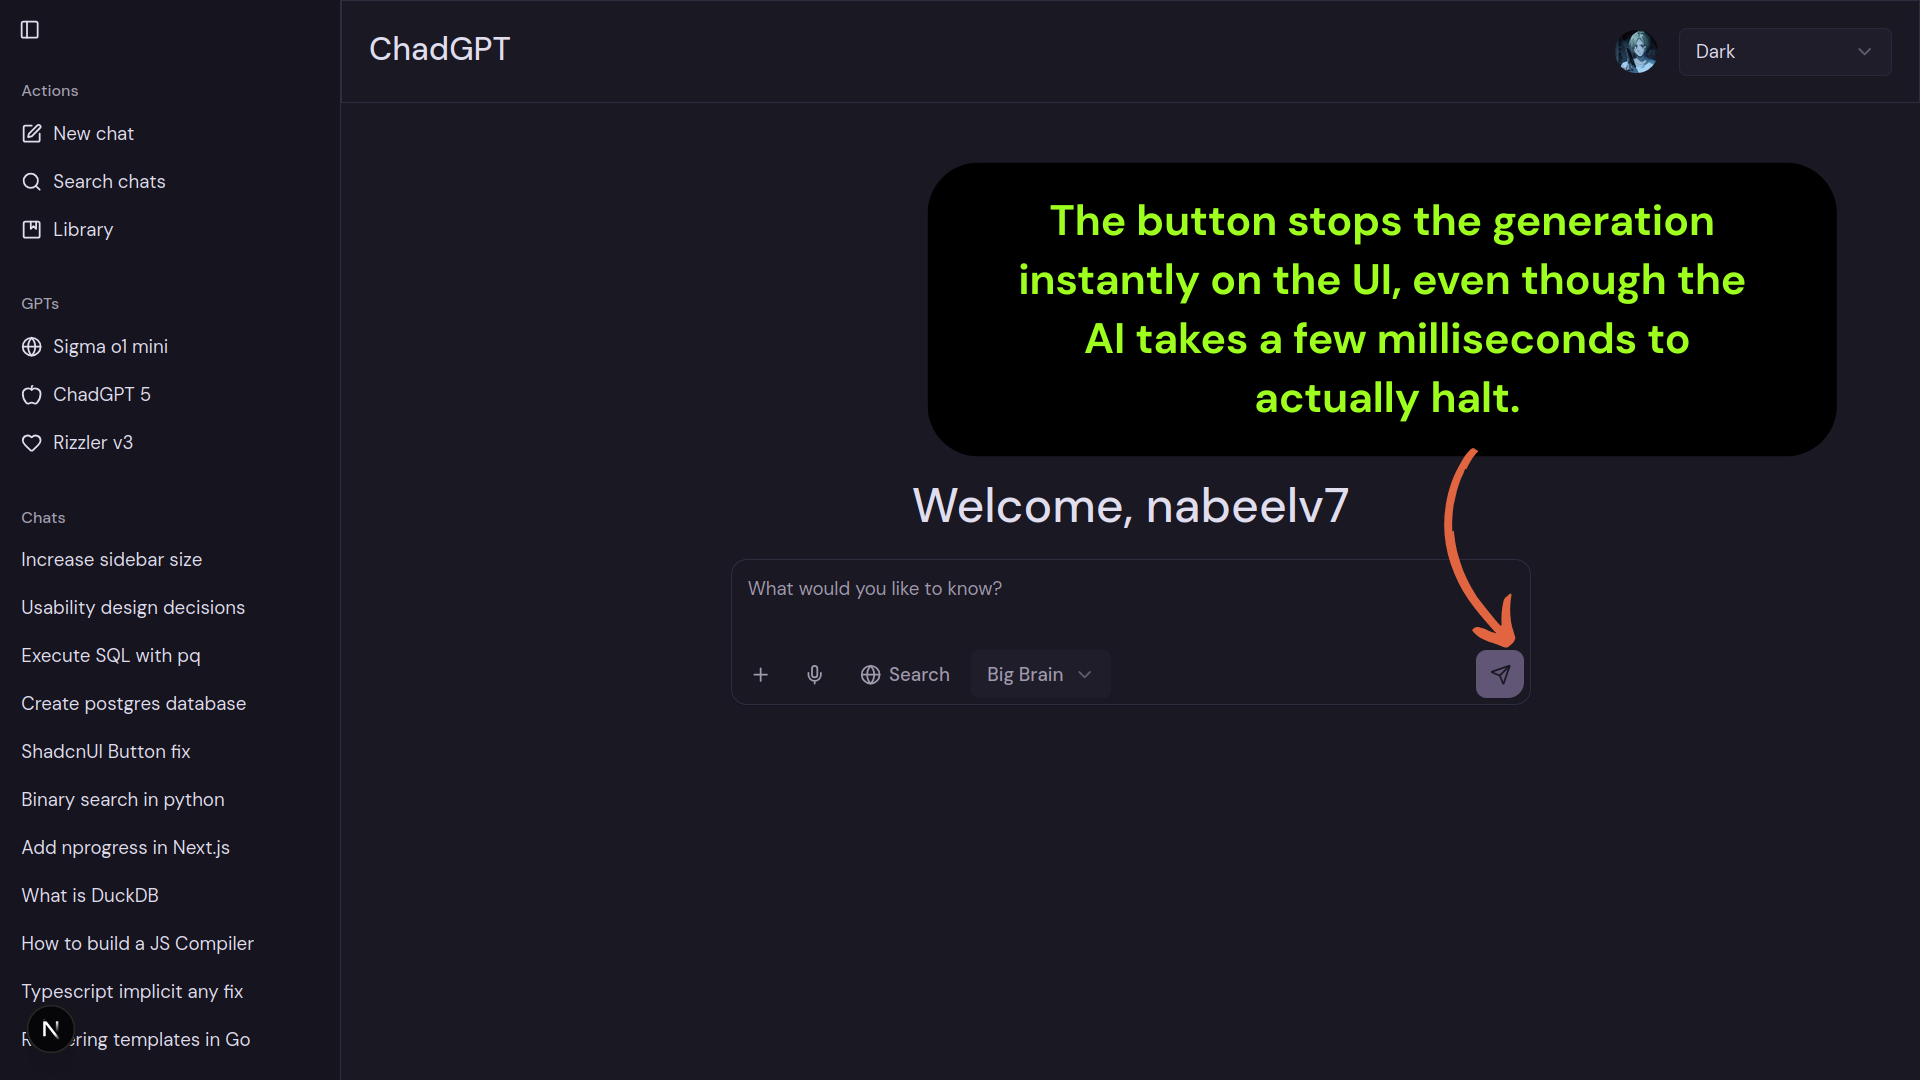 ChadGPT
Dark
Actions
New chat
Search chats
Library
GPTs
Sigma o1 mini
ChadGPT 5
Rizzler v3
Chats
Increase sidebar size
Usability design decisions
Execute SQL with pq
Create postgres database
ShadcnUI Button fix
Binary search in python
Add nprogress in Next.js
What is DuckDB
How to build a JS Compiler
Typescript implicit any fix
templates in Go
N
The button stops the generation
instantly on the UI, even though the
AI takes a few milliseconds to
actually halt.
Welcome, nabeelv7
What would you like to know?
Search
Big Brain